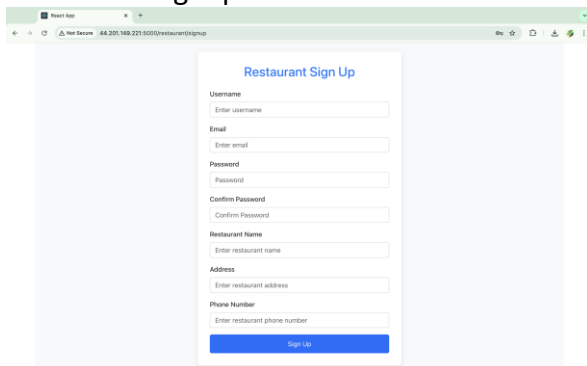 React App
Not Secure 44.201.149.221:5000/restaurant/signup
Restaurant Sign Up
Username
Enter username
Email
Enter email
Password
Password
Confirm Password
Confirm Password
Restaurant Name
Enter restaurant name
Address
Enter restaurant address
Phone Number
Enter restaurant phone number
Sign Up